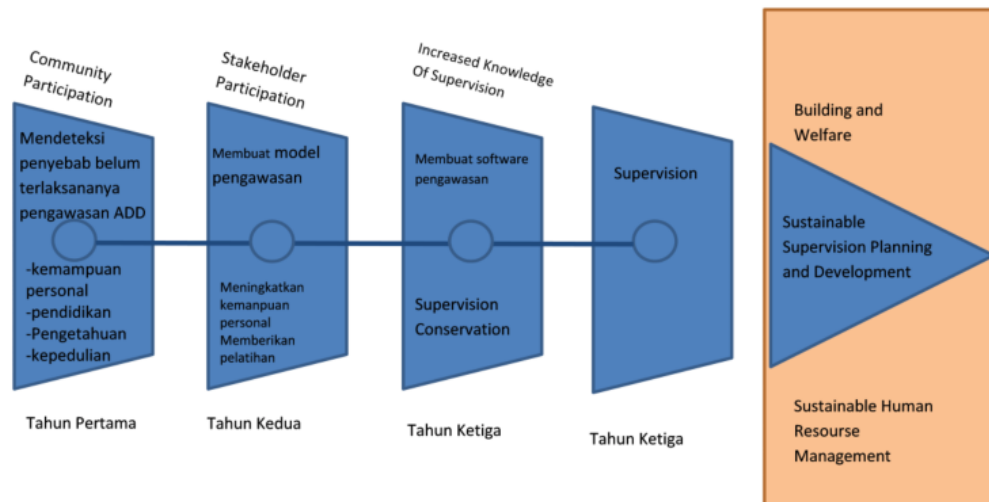 Community
Participation
Mendeteksi
penyebab belum
terlaksananya
pengawasan ADD
-kemampuan
personal
-pendidikan
-Pengetahuan
-kepedulian
Tahun Pertama
Stakeholder
Participation
Membuat model
pengawasan
Meningkatkan
kemanpuan
personal
Memberikan
pelatihan
Tahun Kedua
Increased Knowledge
Of Supervision
Membuat software
pengawasan
Supervision
Conservation
Tahun Ketiga
Supervision
Tahun Ketiga
Building and
Welfare
Sustainable
Supervision Planning
and Development
Sustainable Human
Resourse
Management